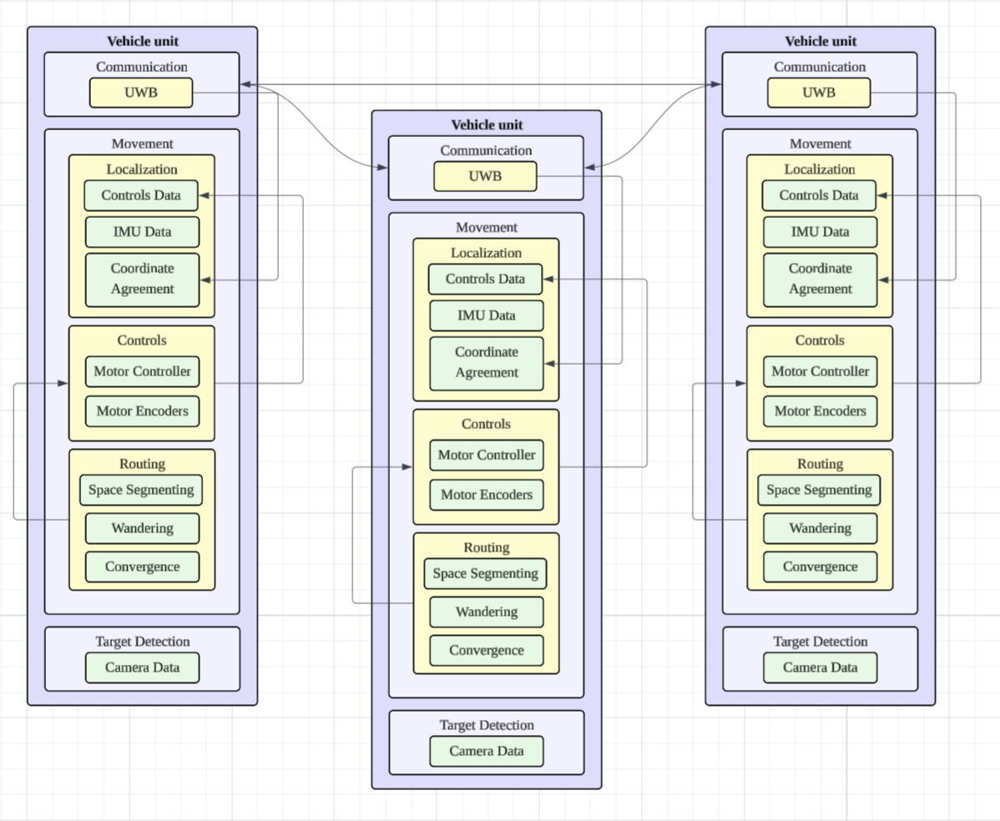 Vehicle unit
Communication
UWB
Movement
Localization
Controls Data
IMU Data
Coordinate
Agreement
Controls
Motor Controller
Motor Encoders
Routing
Space Segmenting
Wandering
Convergence
Target Detection
Camera Data
Vehicle unit
Communication
UWB
Movement
Localization
Controls Data
IMU Data
Coordinate
Agreement
Controls
Motor Controller
Motor Encoders
Routing
Space Segmenting
Wandering
Convergence
Target Detection
Camera Data
Vehicle unit
Communication
UWB
Movement
Localization
Controls Data
IMU Data
Coordinate
Agreement
Controls
Motor Controller
Motor Encoders
Routing
Space Segmenting
Wandering
Convergence
Target Detection
Camera Data